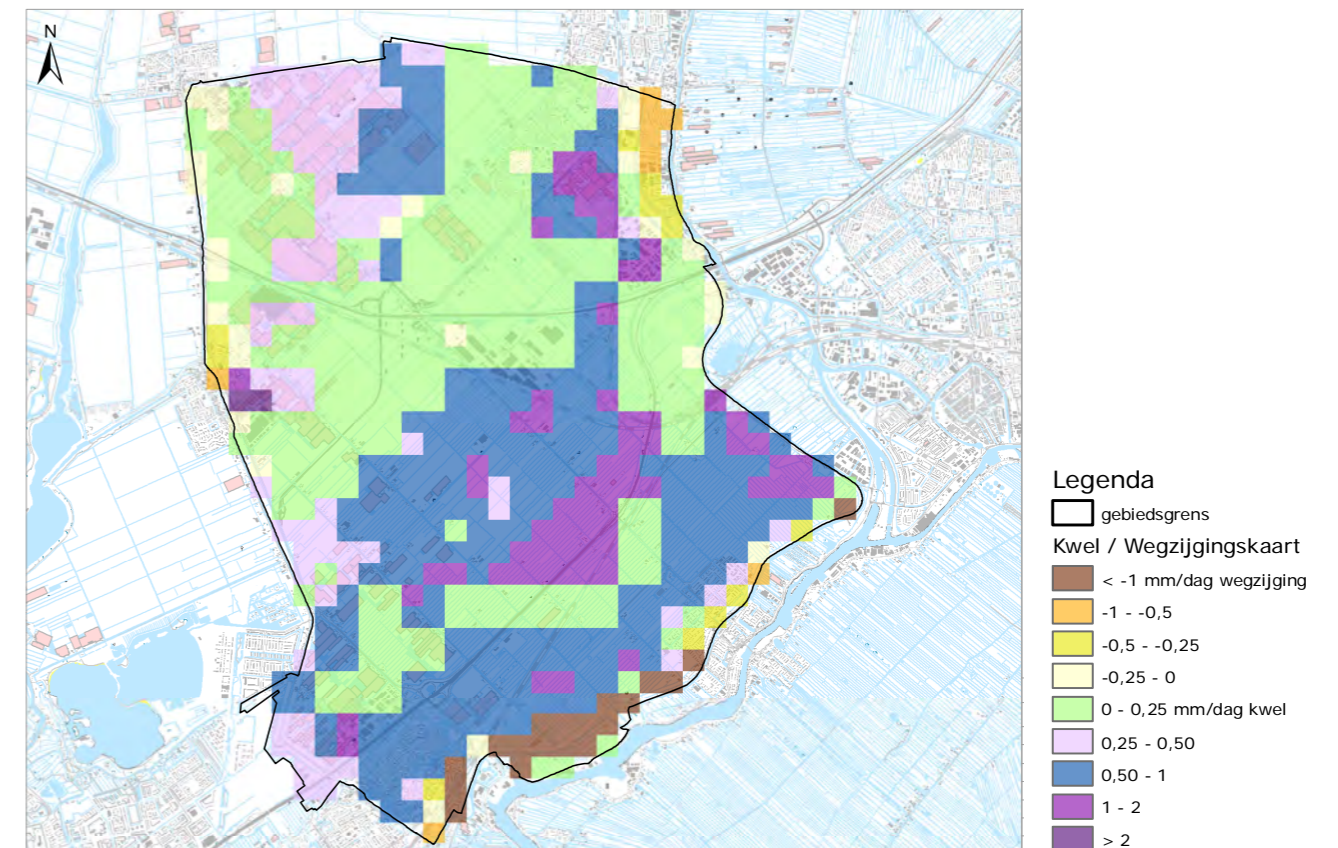 N
Legenda
gebiedsgrens
Kwel / Wegzijgingskaart
< -1 mm/dag wegzijging
-1 - -0,5
-0,5 - -0,25
-0,25 - 0
0 - 0,25 mm/dag kwel
0,25 - 0,50
0,50 - 1
1 - 2
> 2